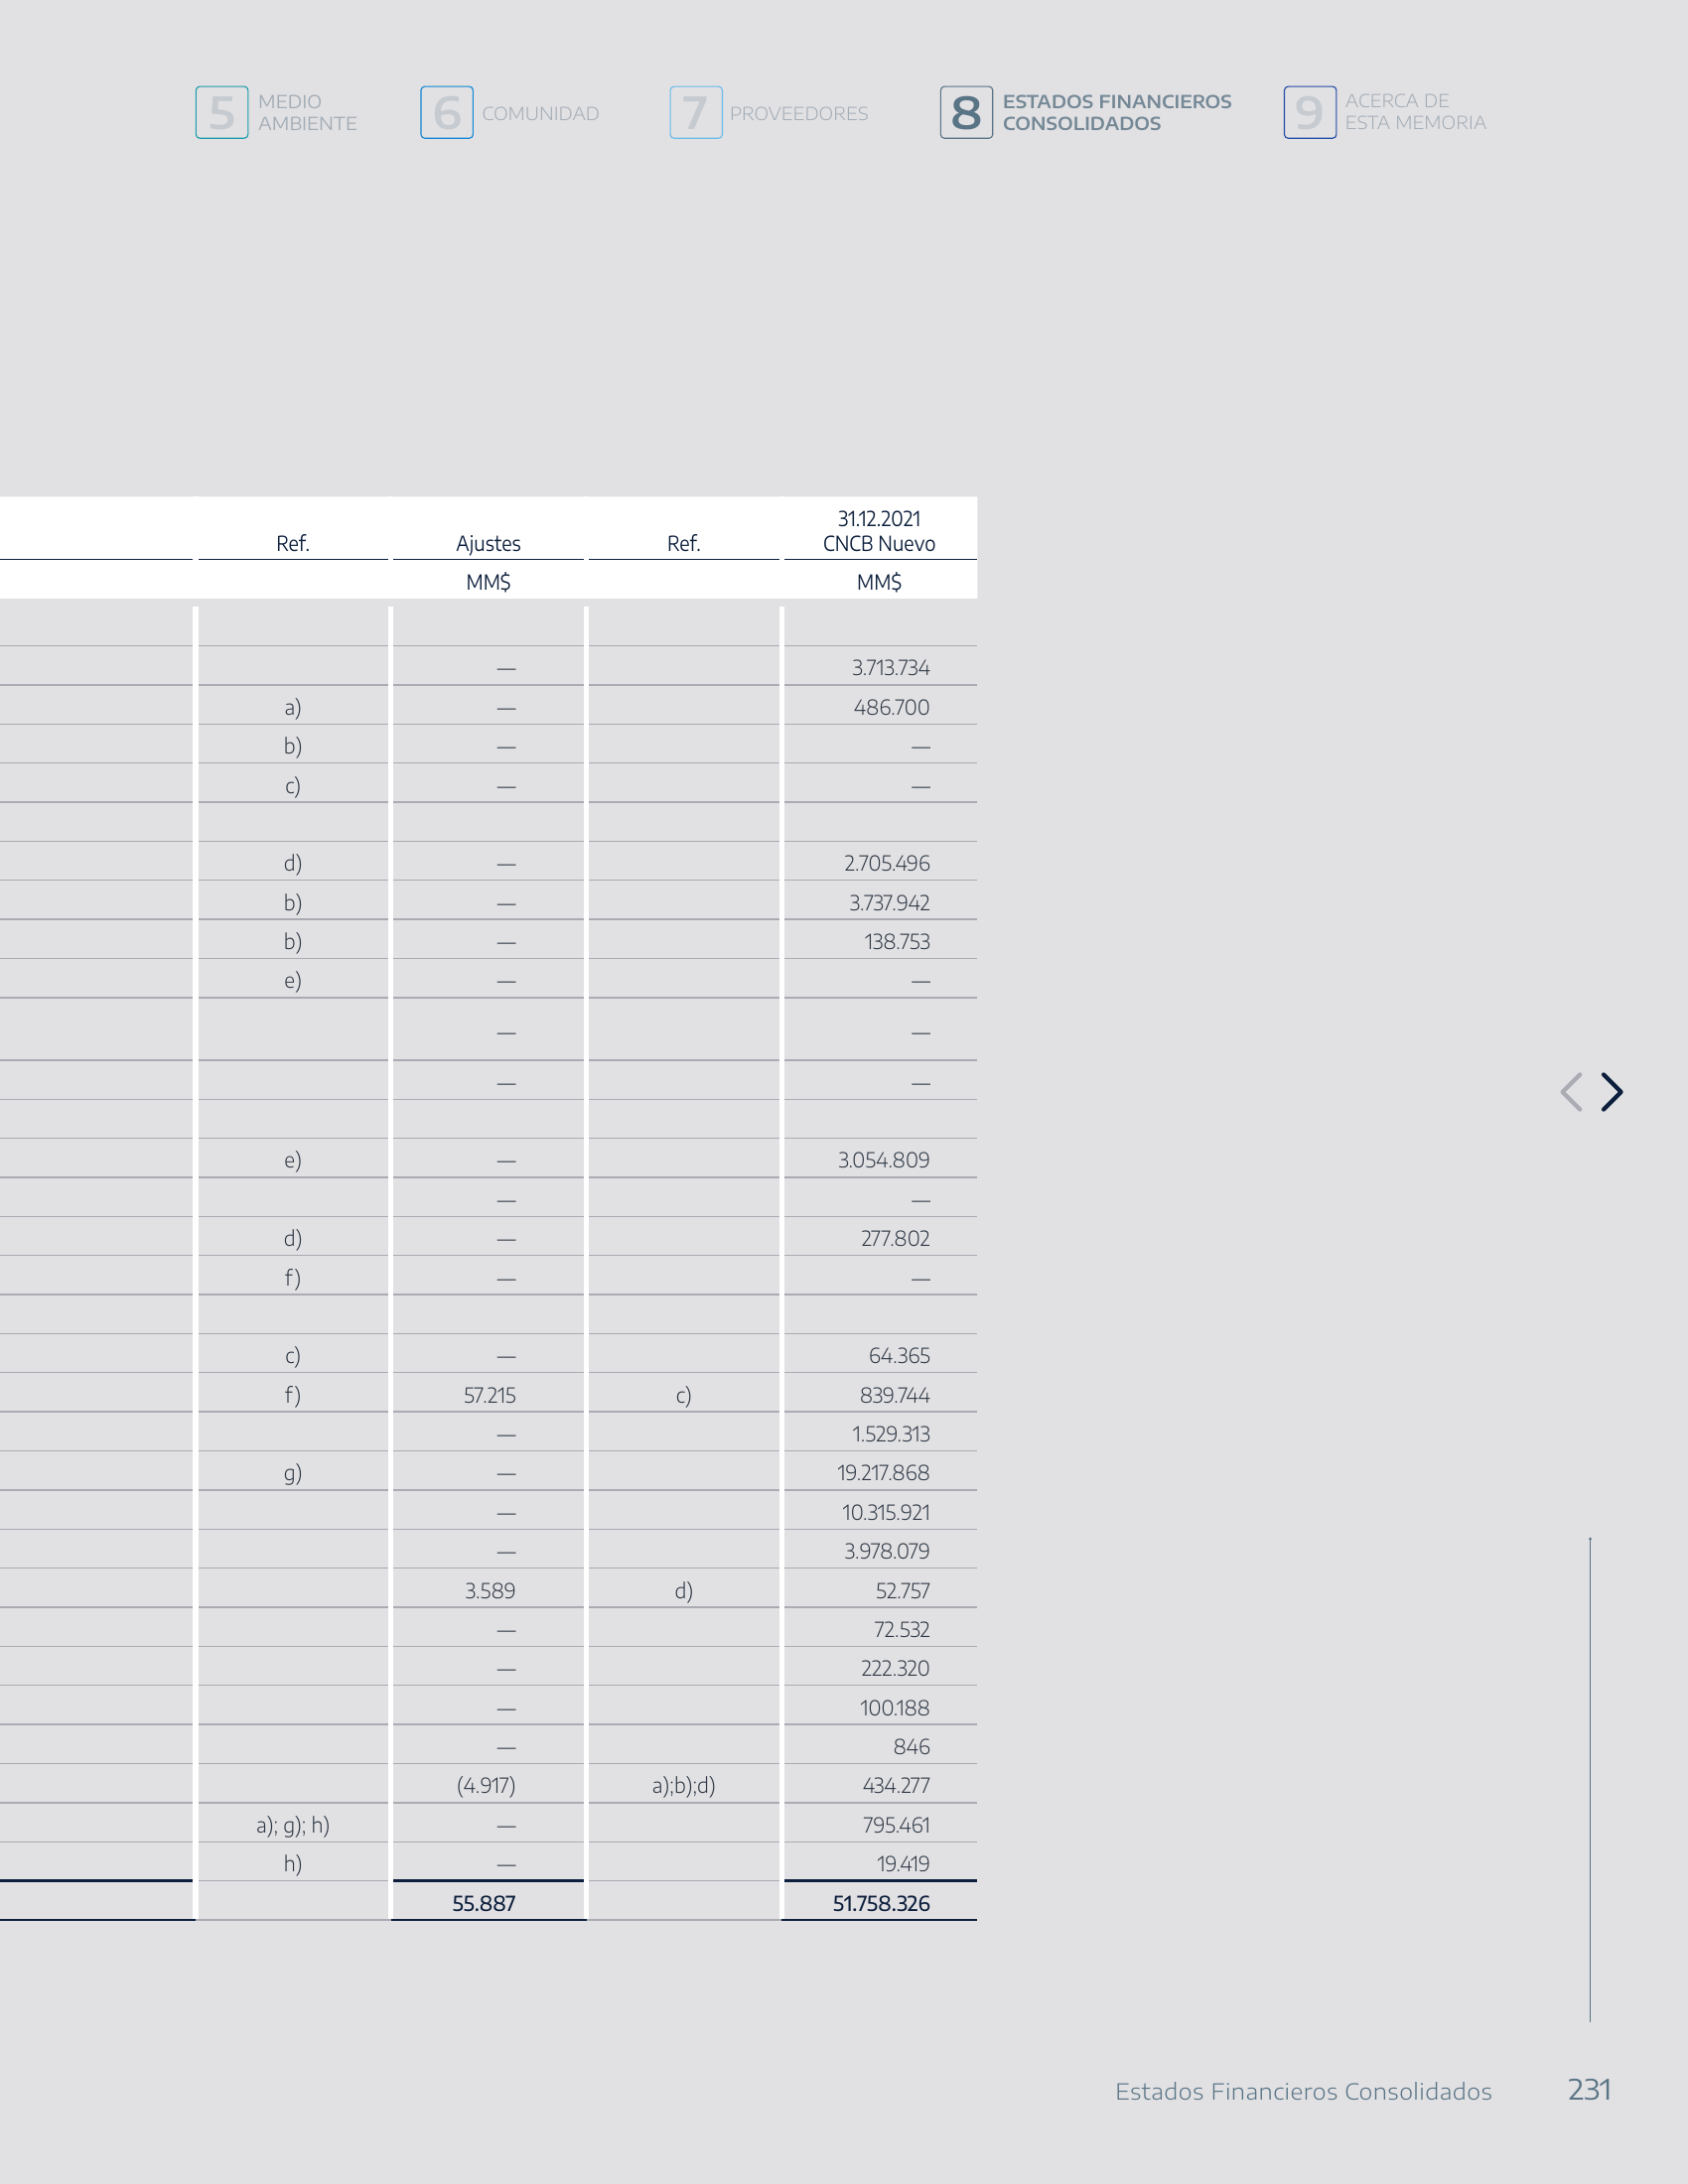 5 MEDIO AMBIENTE
6 COMUNIDAD
7 PROVEEDORES
8 ESTADOS FINANCIEROS CONSOLIDADOS
9 ACERCA DE ESTA MEMORIA
31.12.2021
Ref. Ajustes Ref. CNCB Nuevo
MM$ MM$
— 3.713.734
a) — 486.700
b) — —
c) — —
d) — 2.705.496
b) — 3.737.942
b) — 138.753
e) — —
— —
— —
e) — 3.054.809
— —
d) — 277.802
f) — —
c) — 64.365
f) 57.215 c) 839.744
— 1.529.313
g) — 19.217.868
— 10.315.921
— 3.978.079
3.589 d) 52.757
— 72.532
— 222.320
— 100.188
— 846
(4.917) a);b);d) 434.277
a); g); h) — 795.461
h) — 19.419
55.887 51.758.326
Estados Financieros Consolidados 231